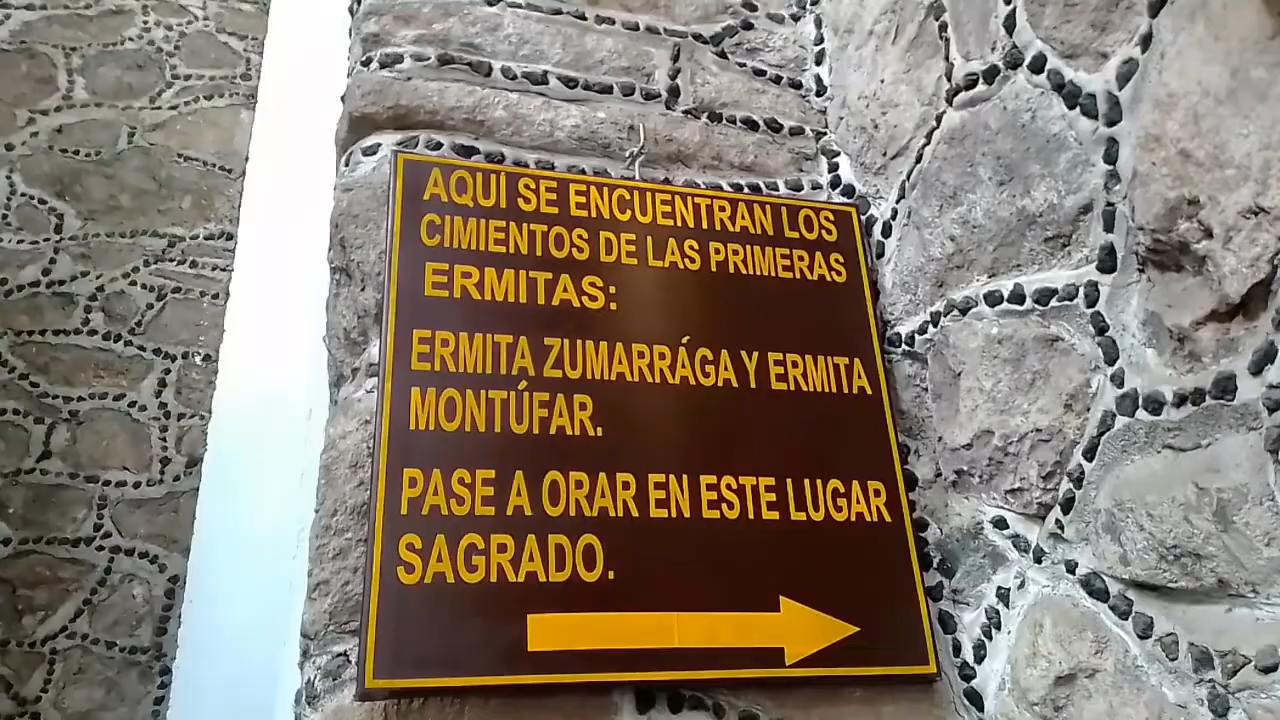 AQUÍ SE ENCUENTRAN LOS
CIMIENTOS DE LAS PRIMERAS
ERMITAS:
ERMITA ZUMARRÁGA Y ERMITA
MONTÚFAR.
PASE A ORAR EN ESTE LUGAR
SAGRADO.